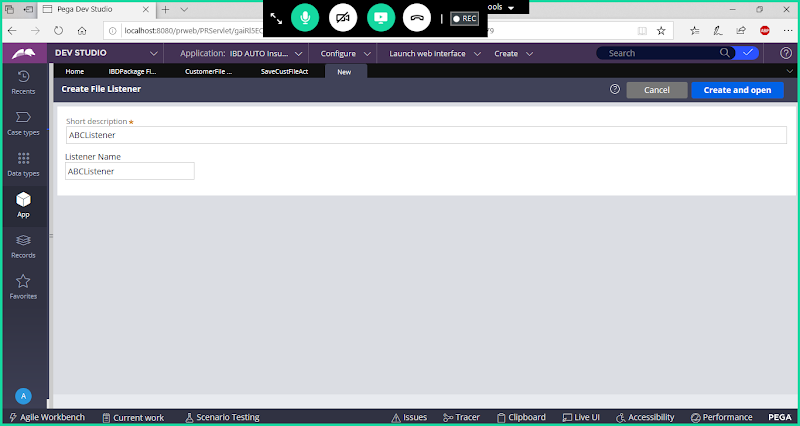 Pega Dev Studio
localhost:8080/prweb/PRServlet/gaiRl5EC
79
ools
REC
ABP
DEV STUDIO
Application: IBD AUTO Insu...
Configure
Launch web interface
Create
Search
Home
IBDPackage Fi...
CustomerFile ...
SaveCustFileAct
New
Create File Listener
Cancel
Create and open
Recents
Case types
Data types
App
Records
Favorites
Short description ★
ABCListener
Listener Name
ABCListener
A
Agile Workbench
Current work
Scenario Testing
Issues
Tracer
Clipboard
Live UI
Accessibility
Performance
PEGA